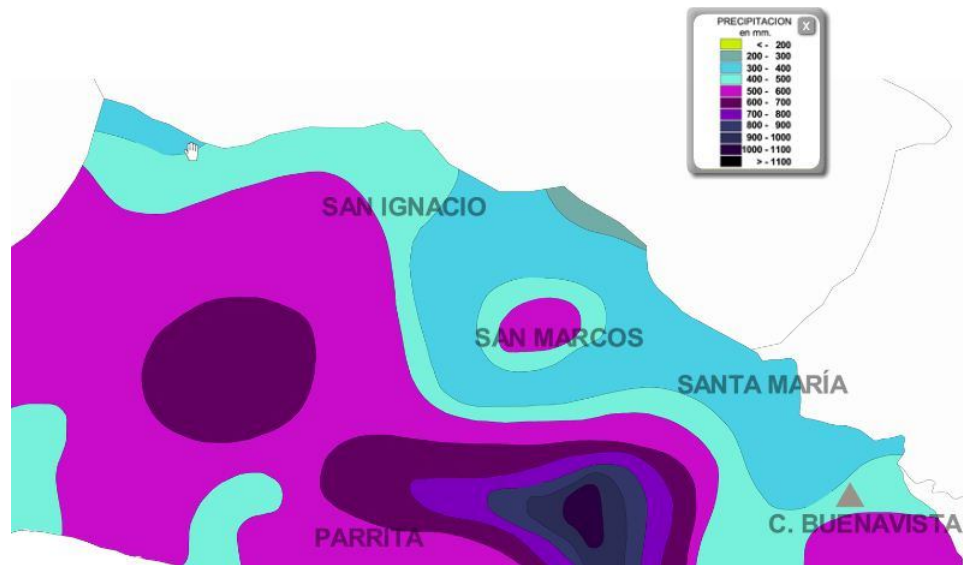 PRECIPITACION
X
en mm.
< - 200
200 - 300
300 - 400
400 - 500
500 - 600
600 - 700
700 - 800
800 - 900
900 - 1000
1000 - 1100
> - 1100
SAN IGNACIO
SAN MARCOS
SANTA MARÍA
C. BUENAVISTA
PARRITA